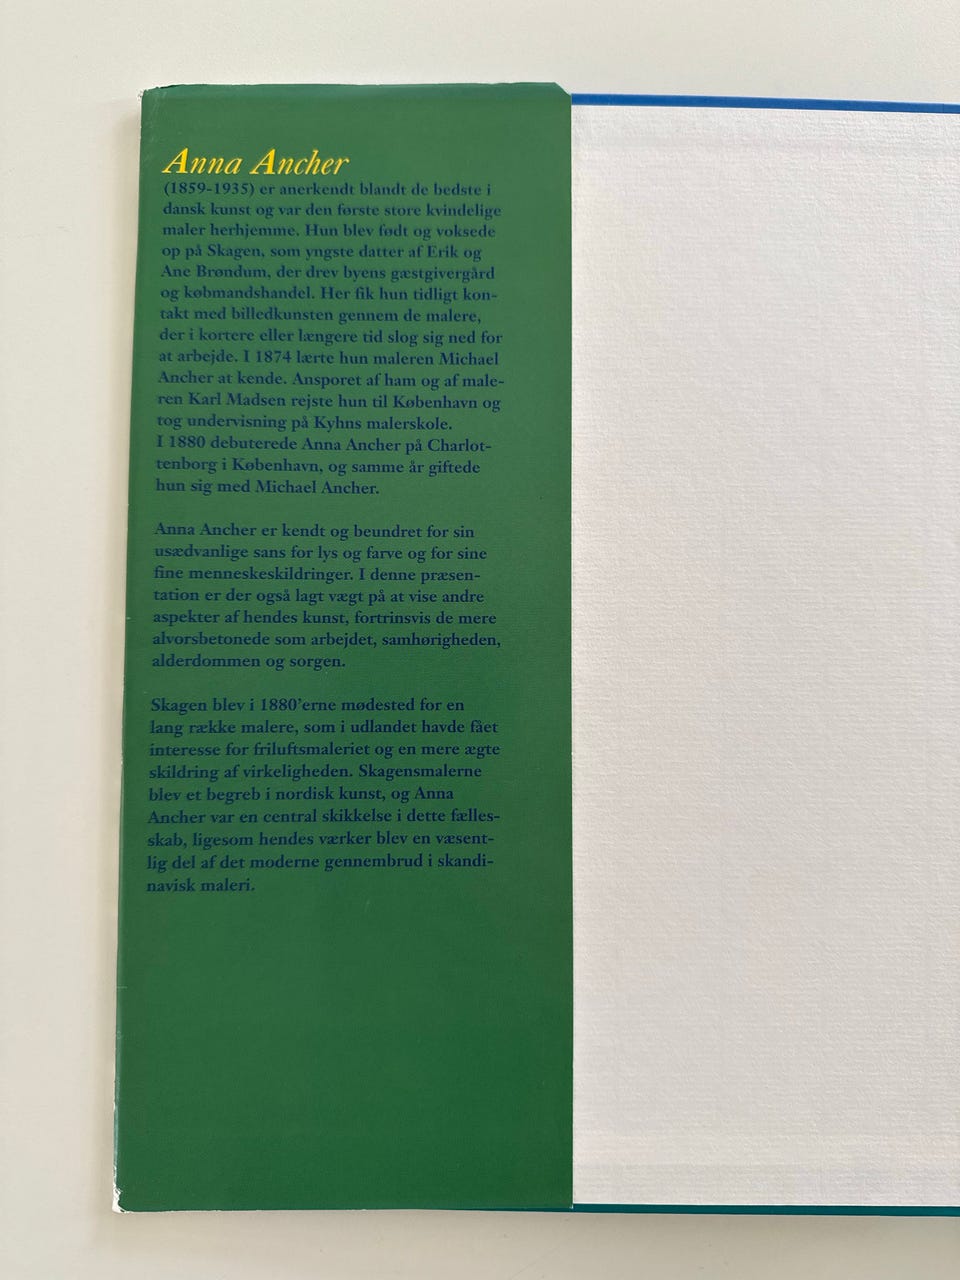 Anna Ancher
(1859-1935) er anerkendt blandt de bedste i
dansk kunst og var den første store kvindelige
maler herhjemme. Hun blev født og voksede
op på Skagen, som yngste datter af Erik og
Ane Brøndum, der drev byens gæstgivergård
og købmandshandel. Her fik hun tidligt kon-
takt med billedkunsten gennem de malere,
der i kortere eller længere tid slog sig ned for
at arbejde. I 1874 lærte hun maleren Michael
Ancher at kende. Ansporet af ham og af male-
ren Karl Madsen rejste hun til København og
tog undervisning på Kyhns malerskole.
I 1880 debuterede Anna Ancher på Charlot-
tenborg i København, og samme år giftede
hun sig med Michael Ancher.
Anna Ancher er kendt og beundret for sin
usædvanlige sans for lys og farve og for sine
fine menneskeskildringer. I denne præsen-
tation er der også lagt vægt på at vise andre
aspekter af hendes kunst, fortrinsvis de mere
alvorsbetonede som arbejdet, samhørigheden,
alderdommen og sorgen.
Skagen blev i 1880'erne mødested for en
lang række malere, som i udlandet havde fået
interesse for friluftsmaleriet og en mere ægte
skildring af virkeligheden. Skagensmalerne
blev et begreb i nordisk kunst, og Anna
Ancher var en central skikkelse i dette fælles-
skab, ligesom hendes værker blev en væsent-
lig del af det moderne gennembrud i skandi-
navisk maleri.